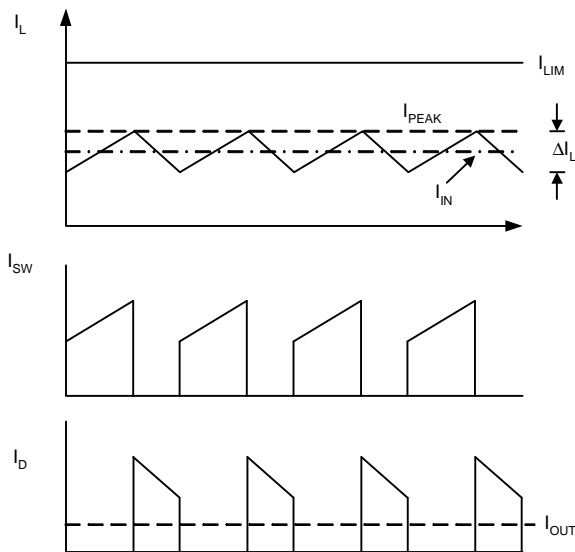 I_L
I_LIM
I_PEAK
ΔI_L
I_IN
I_SW
I_D
I_OUT